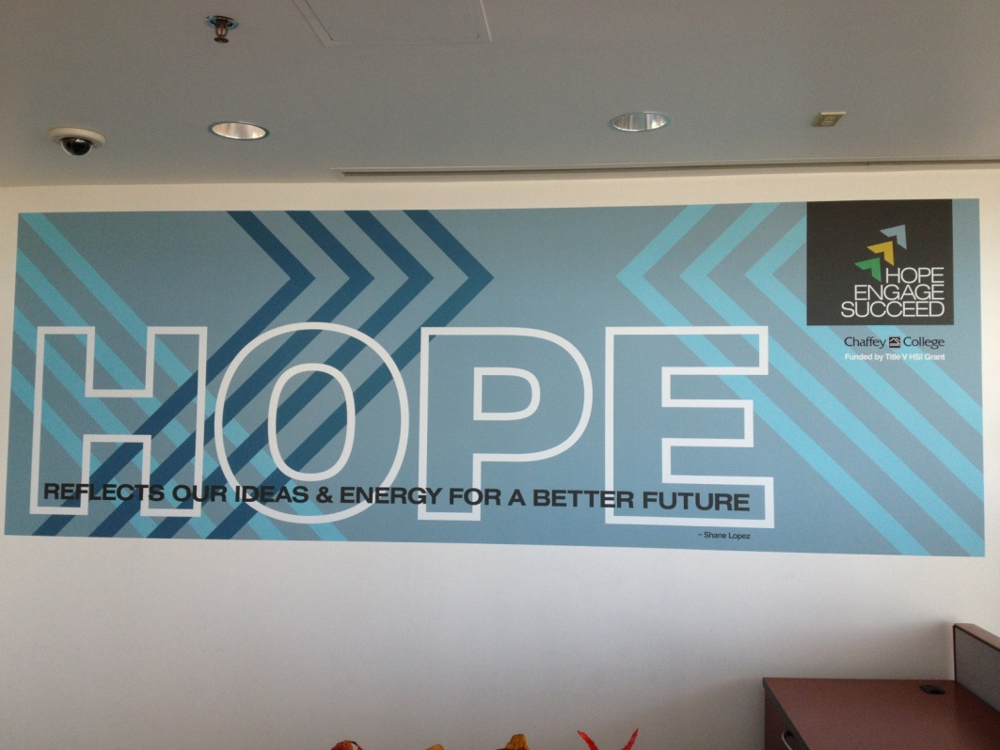 HOPE
REFLECTS OUR IDEAS & ENERGY FOR A BETTER FUTURE
– Shane Lopez
HOPE
ENGAGE
SUCCEED
Chaffey College
Funded by Title V HSI Grant